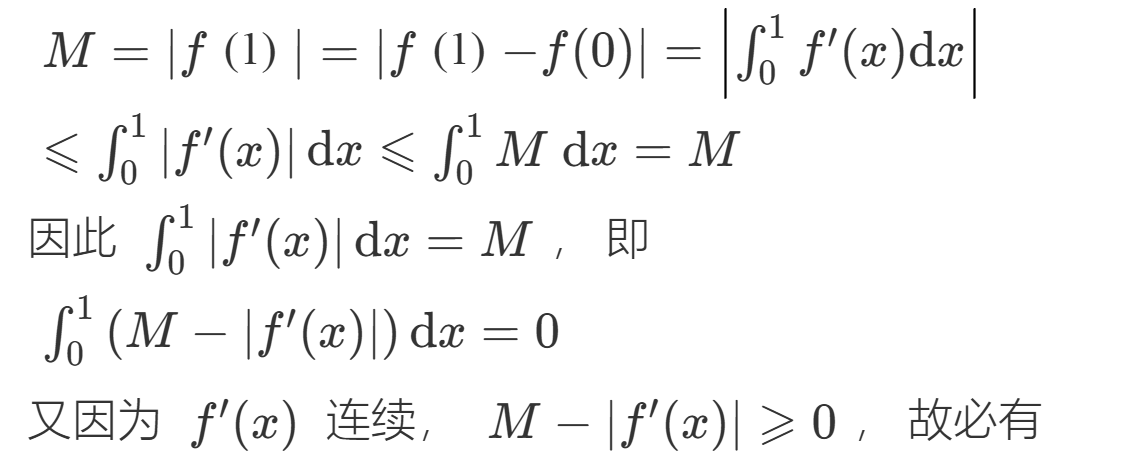 M = |f (1) | = |f (1) −f(0)| = |∫₀¹ f′(x)dx|
⩽ ∫₀¹ |f′(x)| dx ⩽ ∫₀¹ M dx = M
因此 ∫₀¹ |f′(x)| dx = M ， 即
∫₀¹ (M − |f′(x)|) dx = 0
又因为 f′(x) 连续， M − |f′(x)| ⩾ 0 ， 故必有